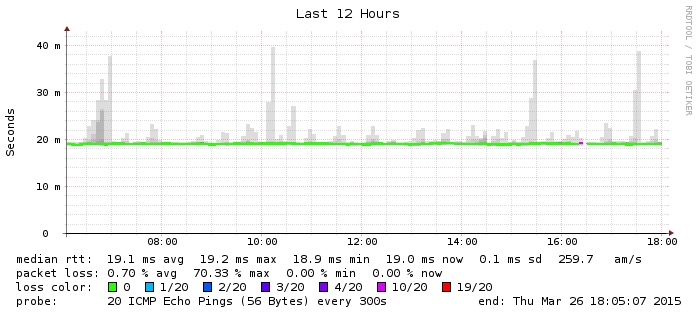 Last 12 Hours
RRDTOOL / TOBI OETIKER
Seconds
40 m
30 m
20 m
10 m
0
08:00 10:00 12:00 14:00 16:00 18:00
median rtt: 19.1 ms avg 19.2 ms max 18.9 ms min 19.0 ms now 0.1 ms sd 259.7 am/s
packet loss: 0.70 % avg 70.33 % max 0.00 % min 0.00 % now
loss color: 0 1/20 2/20 3/20 4/20 10/20 19/20
probe: 20 ICMP Echo Pings (56 Bytes) every 300s end: Thu Mar 26 18:05:07 2015